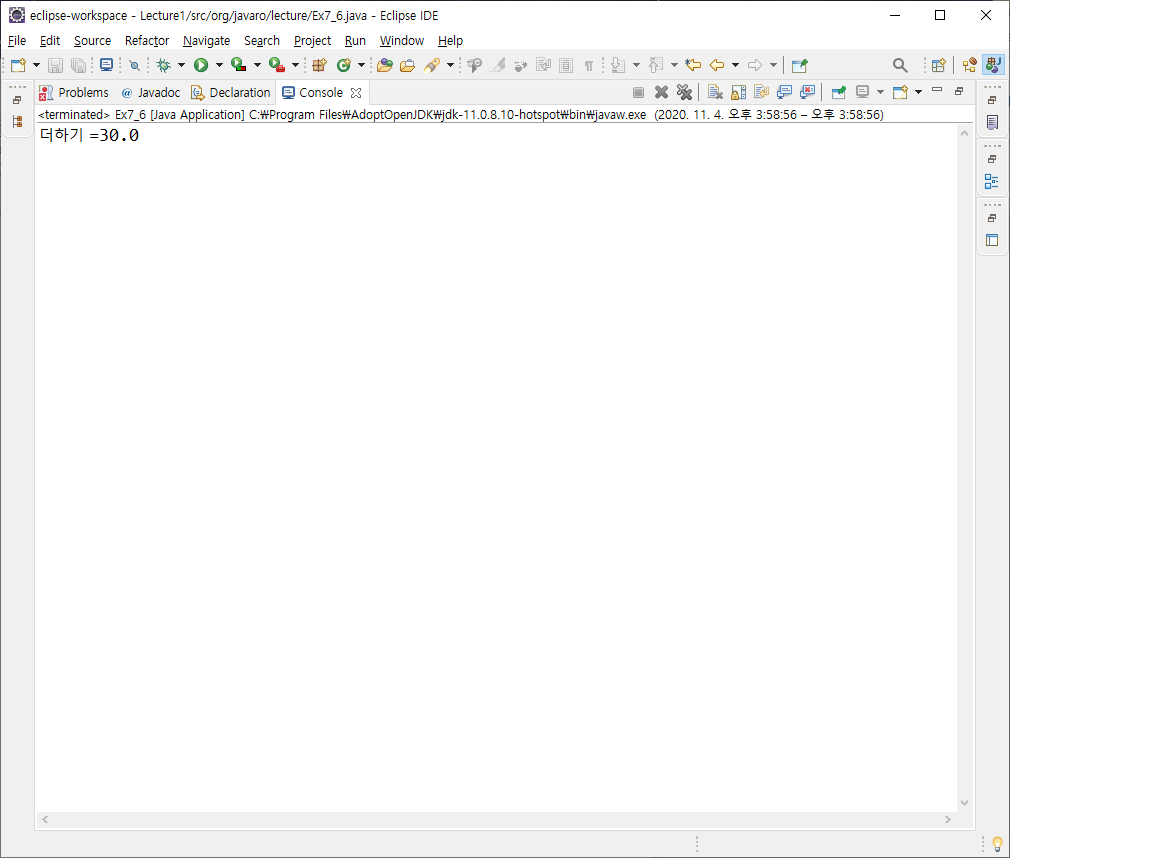 eclipse-workspace - Lecture1/src/org/javaro/lecture/Ex7_6.java - Eclipse IDE
File Edit Source Refactor Navigate Search Project Run Window Help
Problems @ Javadoc Declaration Console
<terminated> Ex7_6 [Java Application] C:₩Program Files₩AdoptOpenJDK₩jdk-11.0.8.10-hotspot₩bin₩javaw.exe (2020. 11. 4. 오후 3:58:56 – 오후 3:58:56)
더하기 =30.0